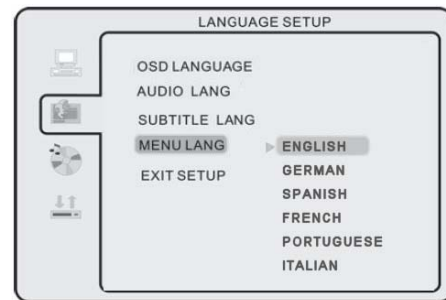 LANGUAGE SETUP
OSD LANGUAGE
AUDIO LANG
SUBTITLE LANG
MENU LANG
EXIT SETUP
ENGLISH
GERMAN
SPANISH
FRENCH
PORTUGUESE
ITALIAN